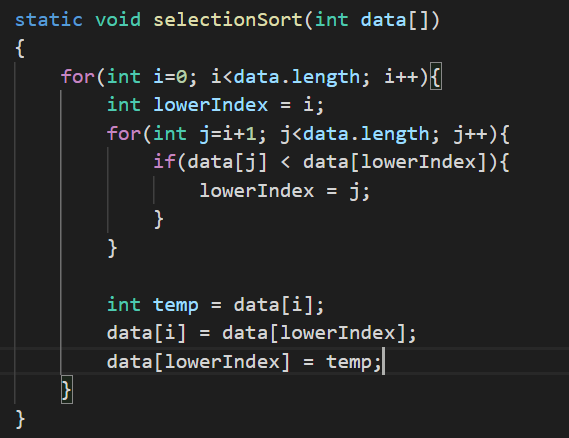 static void selectionSort(int data[])
{
    for(int i=0; i<data.length; i++){
        int lowerIndex = i;
        for(int j=i+1; j<data.length; j++){
            if(data[j] < data[lowerIndex]){
                lowerIndex = j;
            }
        }

        int temp = data[i];
        data[i] = data[lowerIndex];
        data[lowerIndex] = temp;
    }
}